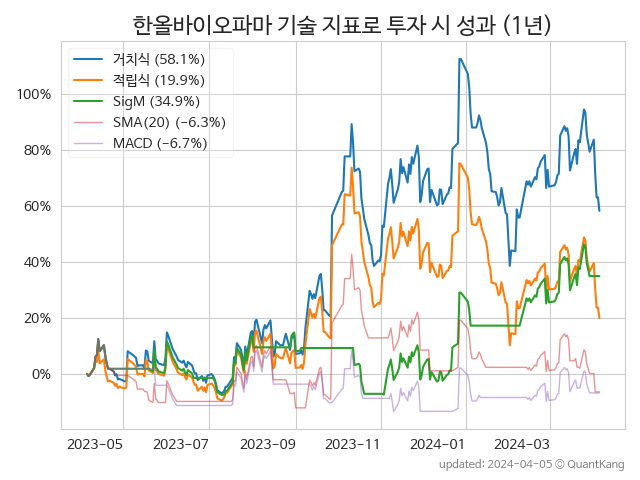 한올바이오파마 기술 지표로 투자 시 성과 (1년)
거치식 (58.1%)
적립식 (19.9%)
SigM (34.9%)
SMA(20) (−6.3%)
MACD (−6.7%)
100%
80%
60%
40%
20%
0%
2023−05
2023−07
2023−09
2023−11
2024−01
2024−03
updated: 2024−04−05 © QuantKang